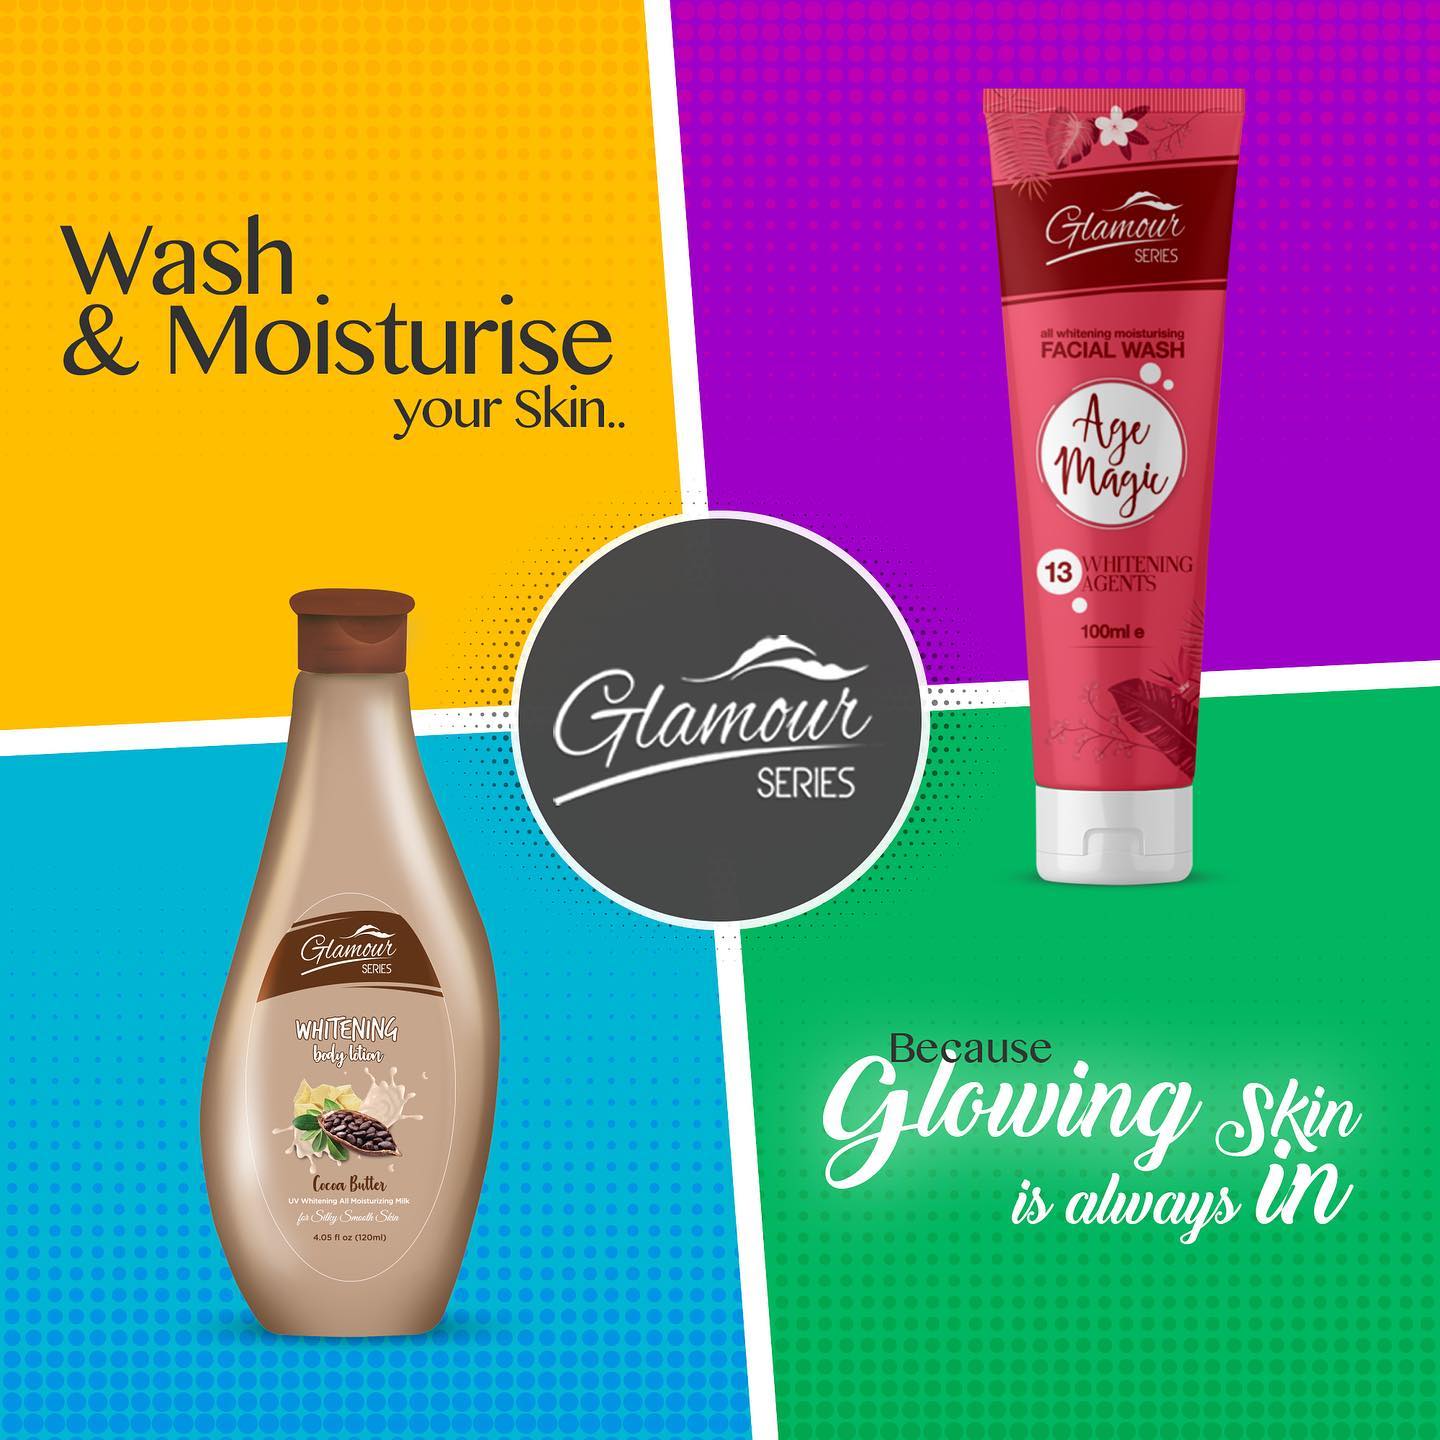 Wash
& Moisturise
your Skin..
Glamour
SERIES
all whitening moisturising
FACIAL WASH
Age
Magic
13 WHITENING
AGENTS
100ml e
Glamour
SERIES
Glamour
SERIES
WHITENING
body lotion
Cocoa Butter
UV Whitening All Moisturizing Milk
for Silky Smooth Skin
4.05 fl oz (120ml)
Because
Glowing Skin
is always in